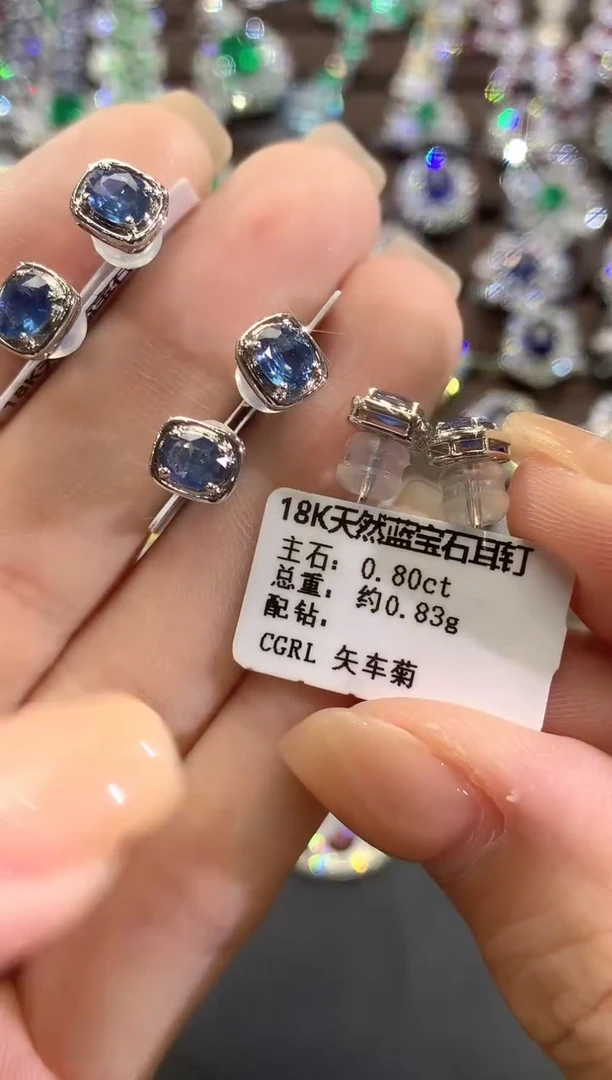 18K天然蓝宝石耳钉
主石: 0.80ct
总重: 约0.83g
配钻:
CGRL 矢车菊